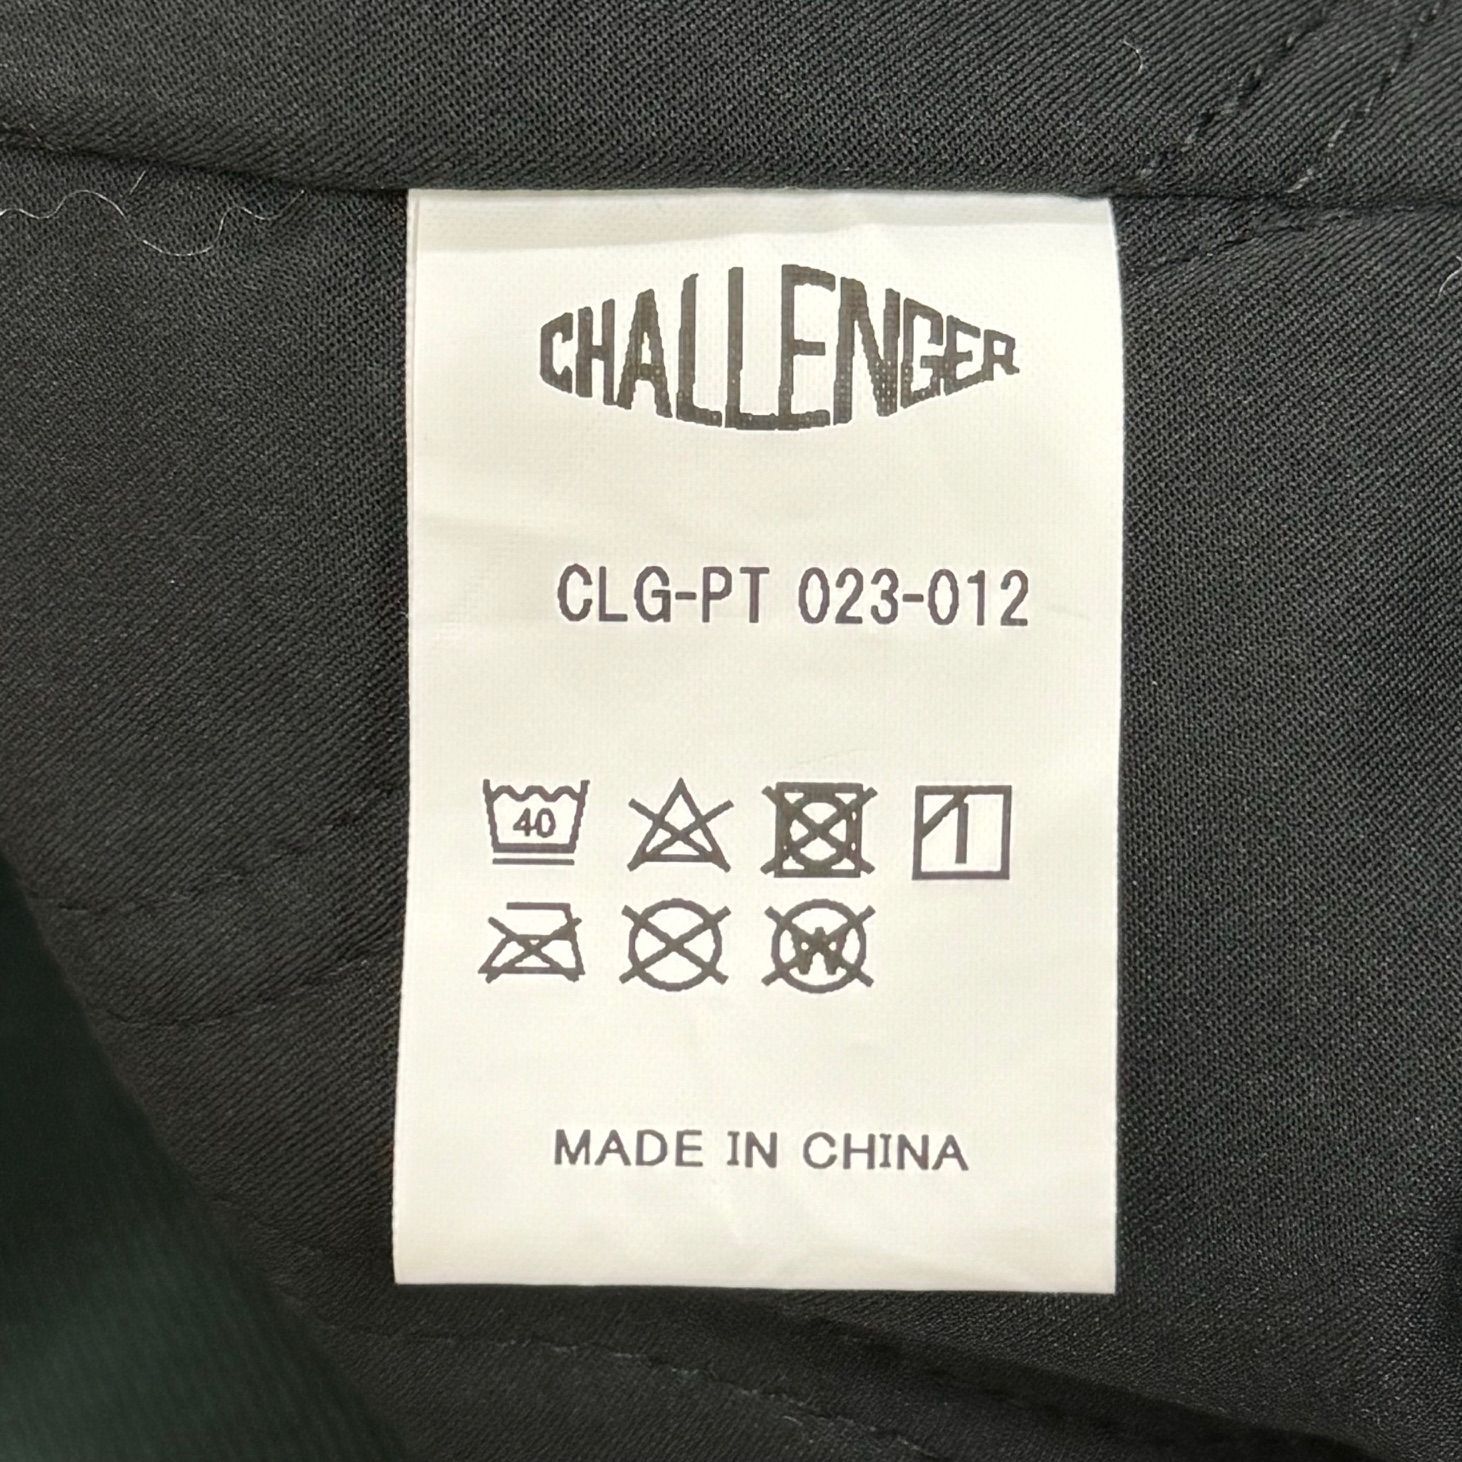 CHALLENGER
CLG-PT 023-012
40
W
MADE IN CHINA